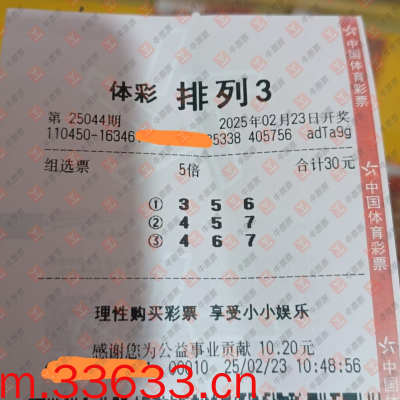 体彩 排列3
第 25044期 2025年02月23日开奖
110450-16346 85338 405756 adTa9g
组选票 5倍 合计30元
① 3 5 6
② 4 5 7
③ 4 6 7
理性购买彩票 享受小小娱乐
感谢您为公益事业贡献 10.20元
00010 25/02/23 10:48:56
m.33633.cn
中国体育彩票
中国体育彩票